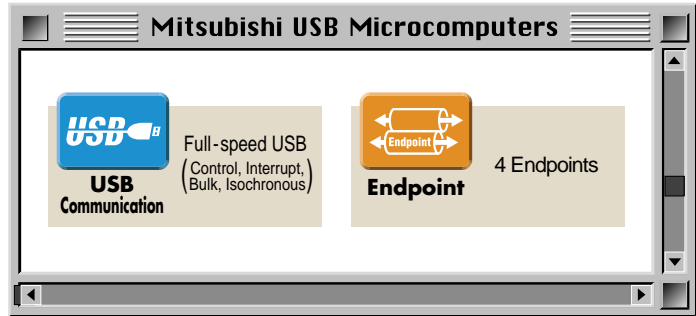 Mitsubishi USB Microcomputers
USB
USB
Communication
Full-speed USB
(Control, Interrupt,
Bulk, Isochronous)
Endpoint
Endpoint
4 Endpoints